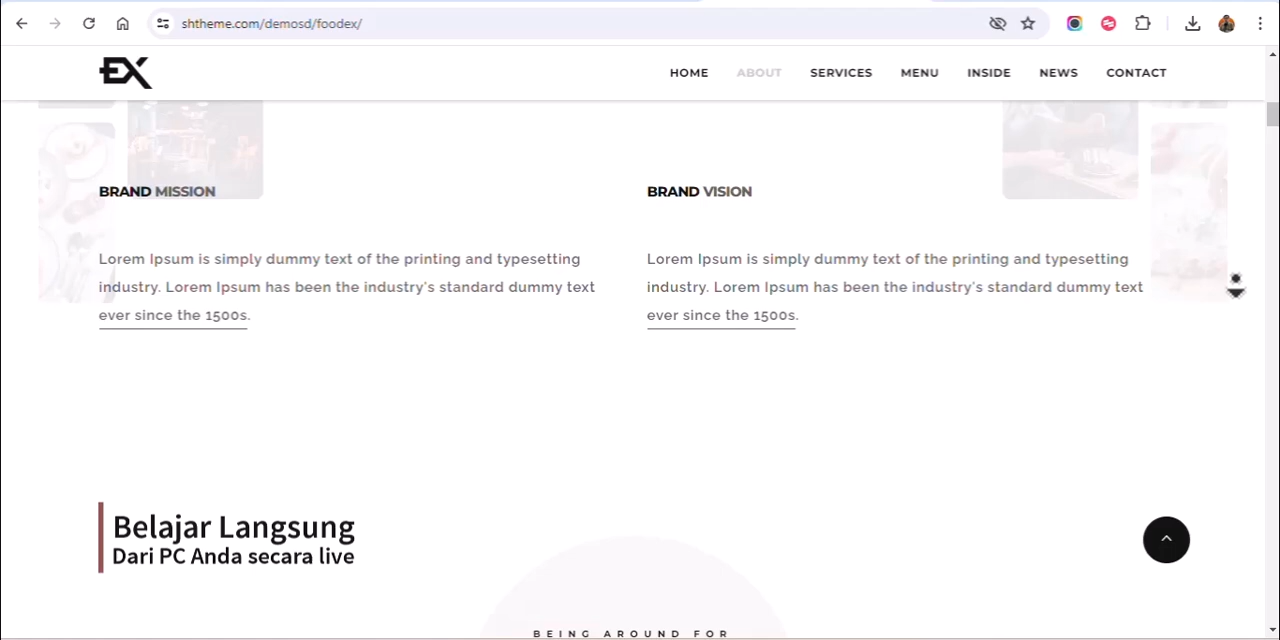 shtheme.com/demosd/foodex/
EX
HOME
ABOUT
SERVICES
MENU
INSIDE
NEWS
CONTACT
BRAND MISSION
Lorem Ipsum is simply dummy text of the printing and typesetting
industry. Lorem Ipsum has been the industry's standard dummy text
ever since the 1500s.
BRAND VISION
Lorem Ipsum is simply dummy text of the printing and typesetting
industry. Lorem Ipsum has been the industry's standard dummy text
ever since the 1500s.
Belajar Langsung
Dari PC Anda secara live
BEING AROUND FOR